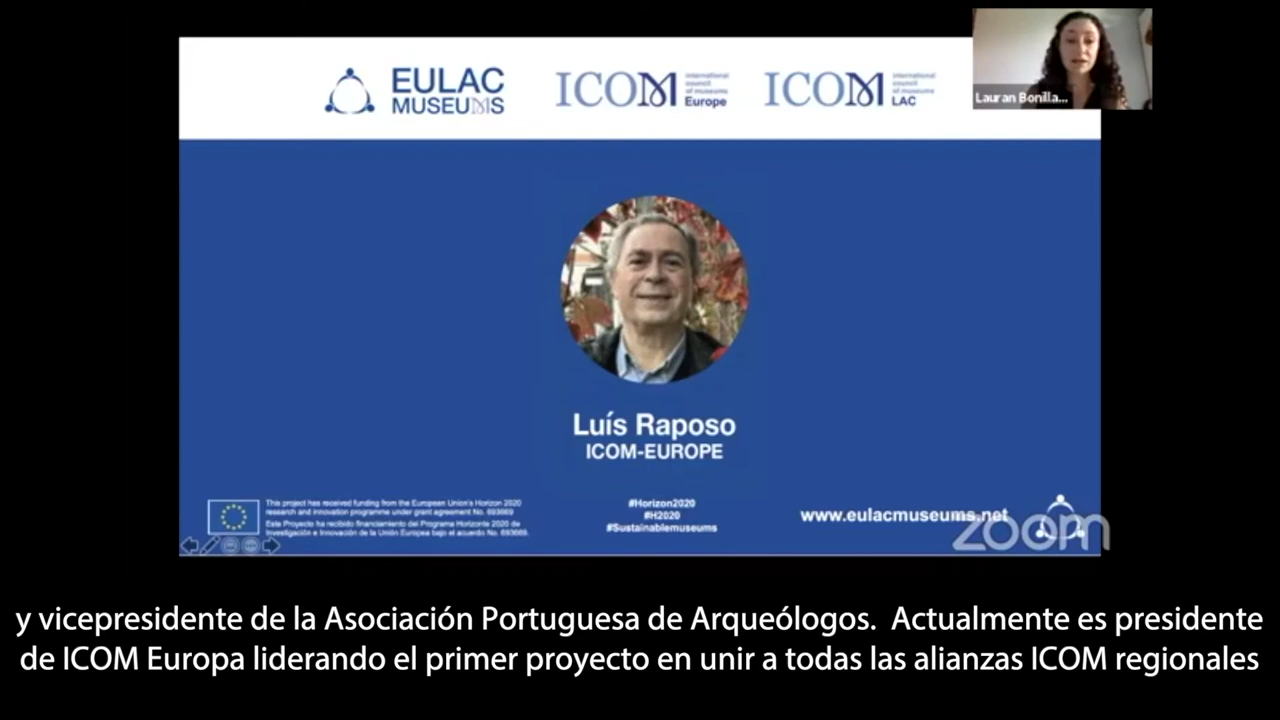 EULAC
MUSEUMS
ICOM
international
council
of museums
Europe
ICOM
international
council
of museums
LAC
Lauran Bonilla...
Luís Raposo
ICOM-EUROPE
This project has received funding from the European Union's Horizon 2020
research and innovation programme under grant agreement No. 693669
Este Proyecto ha recibido financiamiento del Programa Horizonte 2020 de
Investigación e Innovación de la Unión Europea bajo el acuerdo No. 693669.
#Horizon2020
#H2020
#Sustainablemuseums
www.eulacmuseums.net
zoom
y vicepresidente de la Asociación Portuguesa de Arqueólogos.  Actualmente es presidente
de ICOM Europa liderando el primer proyecto en unir a todas las alianzas ICOM regionales